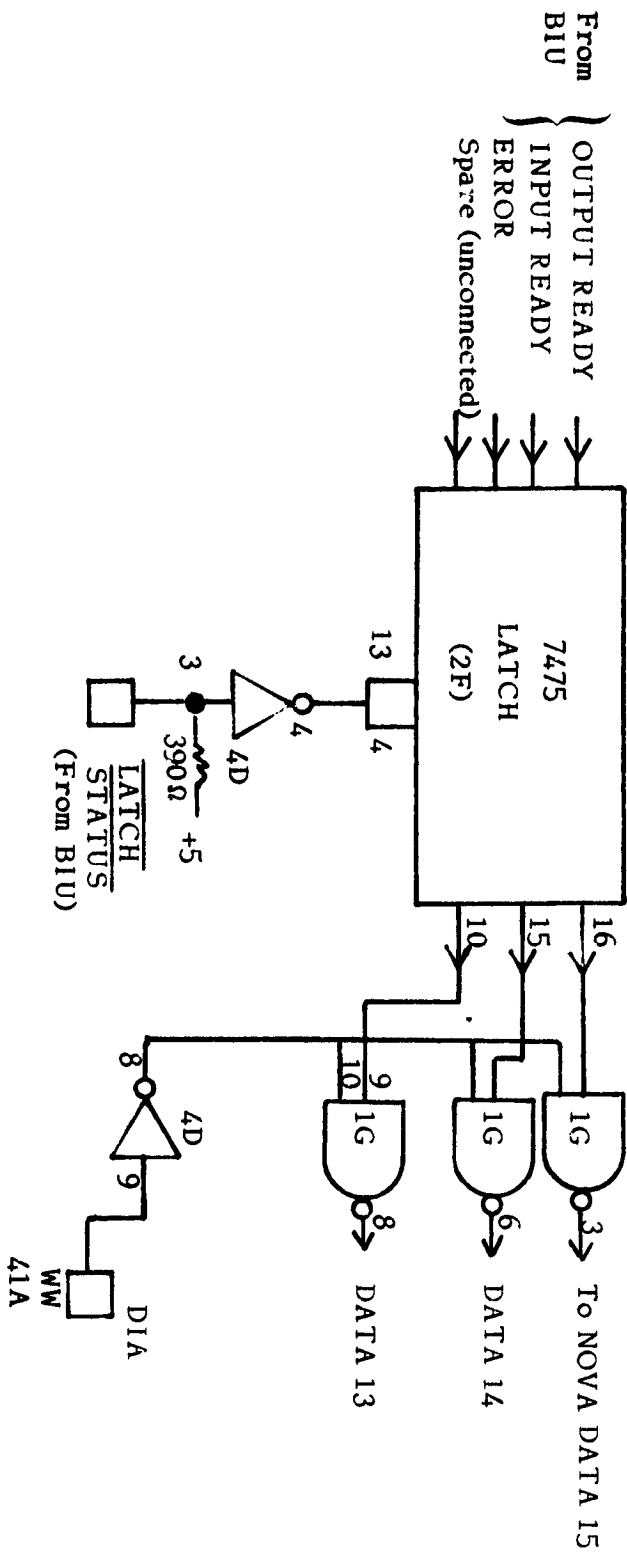 From
BIU
OUTPUT READY
INPUT READY
ERROR
Spare (unconnected)
7475
LATCH
(2F)
13
4
4
4D
3
390Ω
+5
LATCH
STATUS
(From BIU)
16
15
10
1G
3
To NOVA DATA 15
1G
6
DATA 14
9
10
1G
8
DATA 13
8
4D
9
DIA
WW
41A